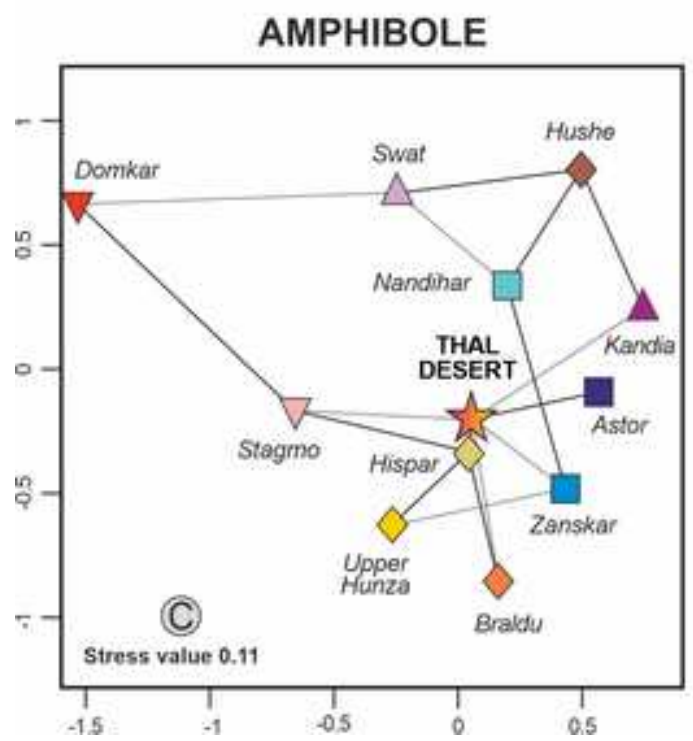 AMPHIBOLE
Hushe
Swat
Domkar
Nandihar
THAL
DESERT
Kandia
Astor
Stagmo
Hispar
Zanskar
Upper
Hunza
Braldu
C
Stress value 0.11
1
0.5
0
-0.5
-1
-1.5
-1
-0.5
0
0.5